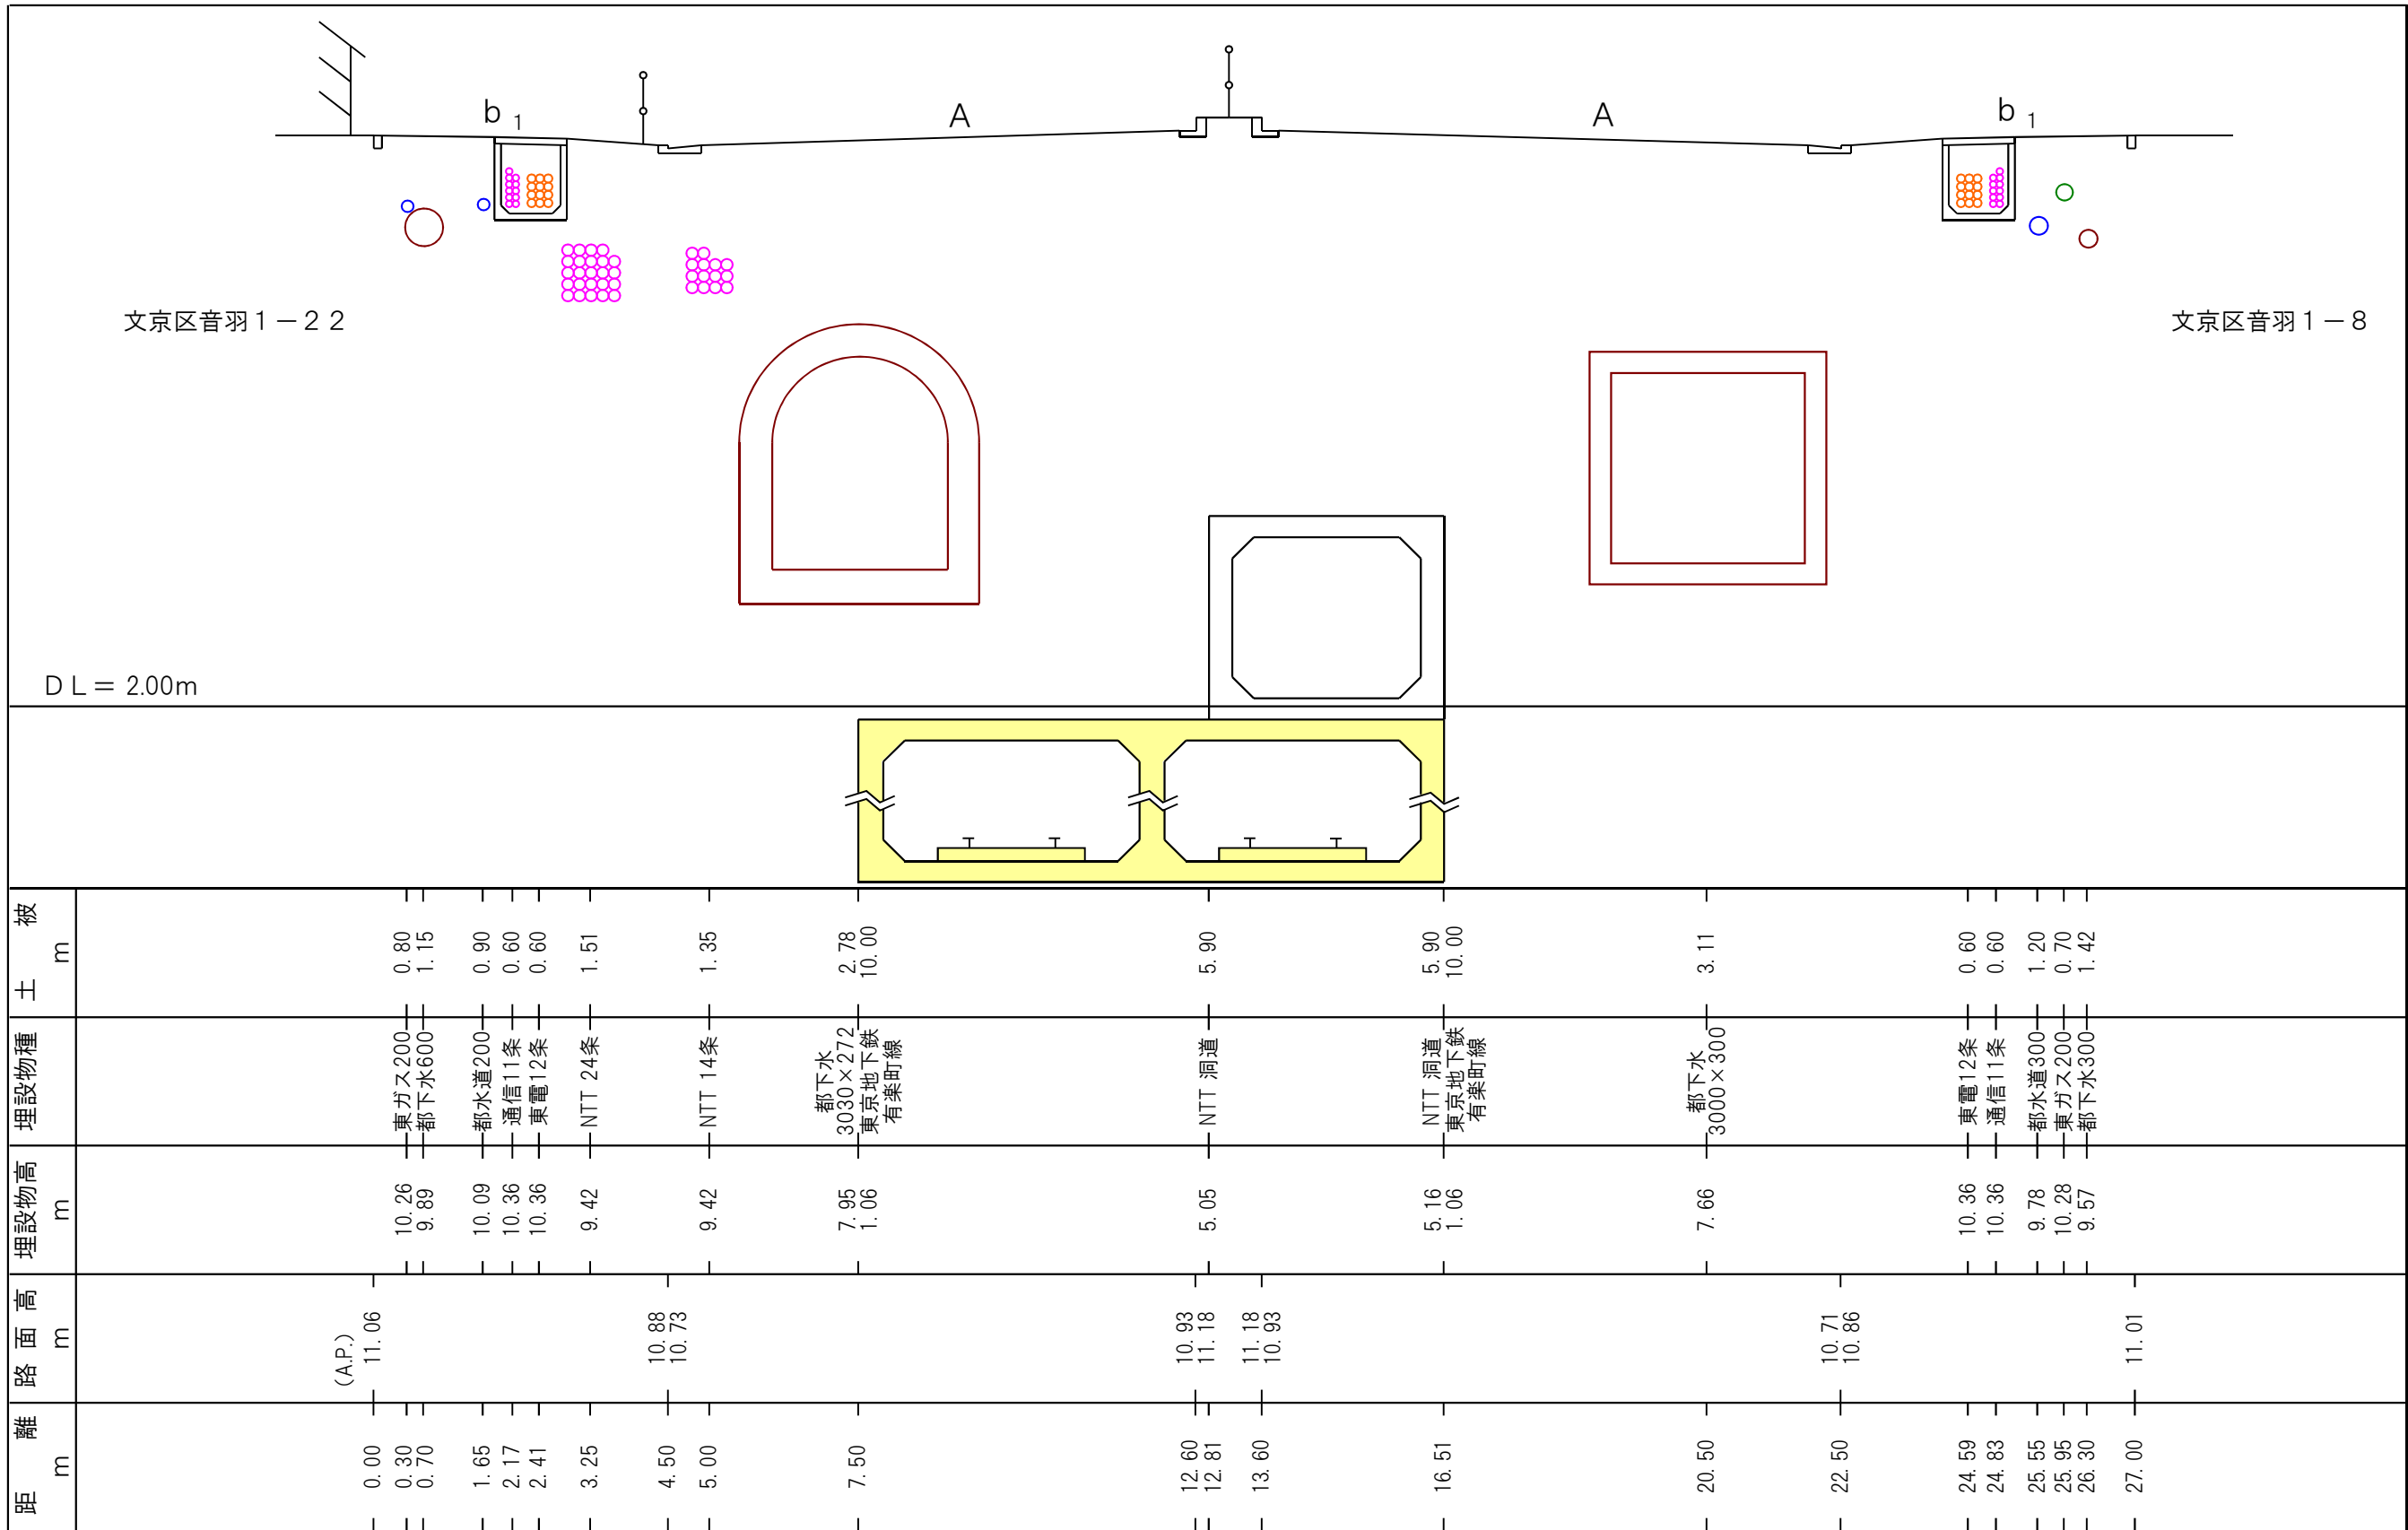 b 1
A
A
b 1
文京区音羽１－２２
文京区音羽１－８
ＤＬ＝ 2.00m
土 被 m
0.80
1.15
0.90
0.60
0.60
1.51
1.35
2.78
10.00
5.90
5.90
10.00
3.11
0.60
0.60
1.20
0.70
1.42
埋設物種
東ガス200
都下水600
都水道200
通信11条
東電12条
NTT 24条
NTT 14条
都下水
3030×272
東京地下鉄
有楽町線
NTT 洞道
NTT 洞道
東京地下鉄
有楽町線
都下水
3000×300
東電12条
通信11条
都水道300
東ガス200
都下水300
埋設物高 m
10.26
9.89
10.09
10.36
10.36
9.42
9.42
7.95
1.06
5.05
5.16
1.06
7.66
10.36
10.36
9.78
10.28
9.57
路面高 m
(A.P.)
11.06
10.88
10.73
10.93
11.18
11.18
10.93
10.71
10.86
11.01
距 離 m
0.00
0.30
0.70
1.65
2.17
2.41
3.25
4.50
5.00
7.50
12.60
12.81
13.60
16.51
20.50
22.50
24.59
24.83
25.55
25.95
26.30
27.00